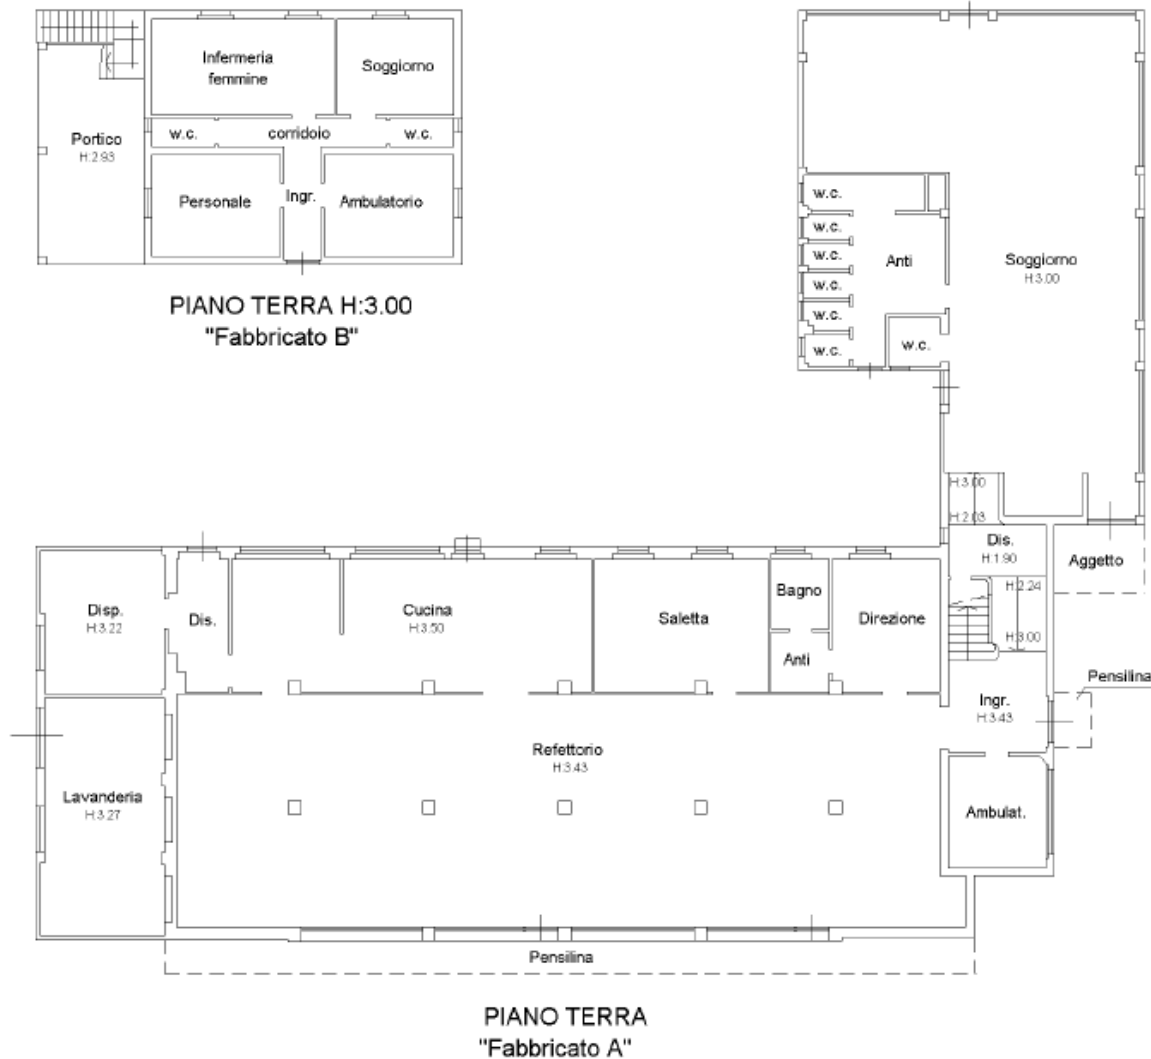 Infermeria
femmine
Soggiorno
Portico
H:2.93
w.c.
corridoio
w.c.
Personale
Ingr.
Ambulatorio
PIANO TERRA H:3.00
"Fabbricato B"
w.c.
w.c.
w.c.
w.c.
w.c.
w.c.
w.c.
Anti
Soggiorno
H:3.00
H:3.00
H:2.03
Dis.
H:1.90
Aggetto
H:2.24
H:3.00
Disp.
H:3.22
Dis.
Cucina
H:3.50
Saletta
Bagno
Anti
Direzione
Pensilina
Ingr.
H:3.43
Refettorio
H:3.43
Lavanderia
H:3.27
Ambulat.
Pensilina
PIANO TERRA
"Fabbricato A"